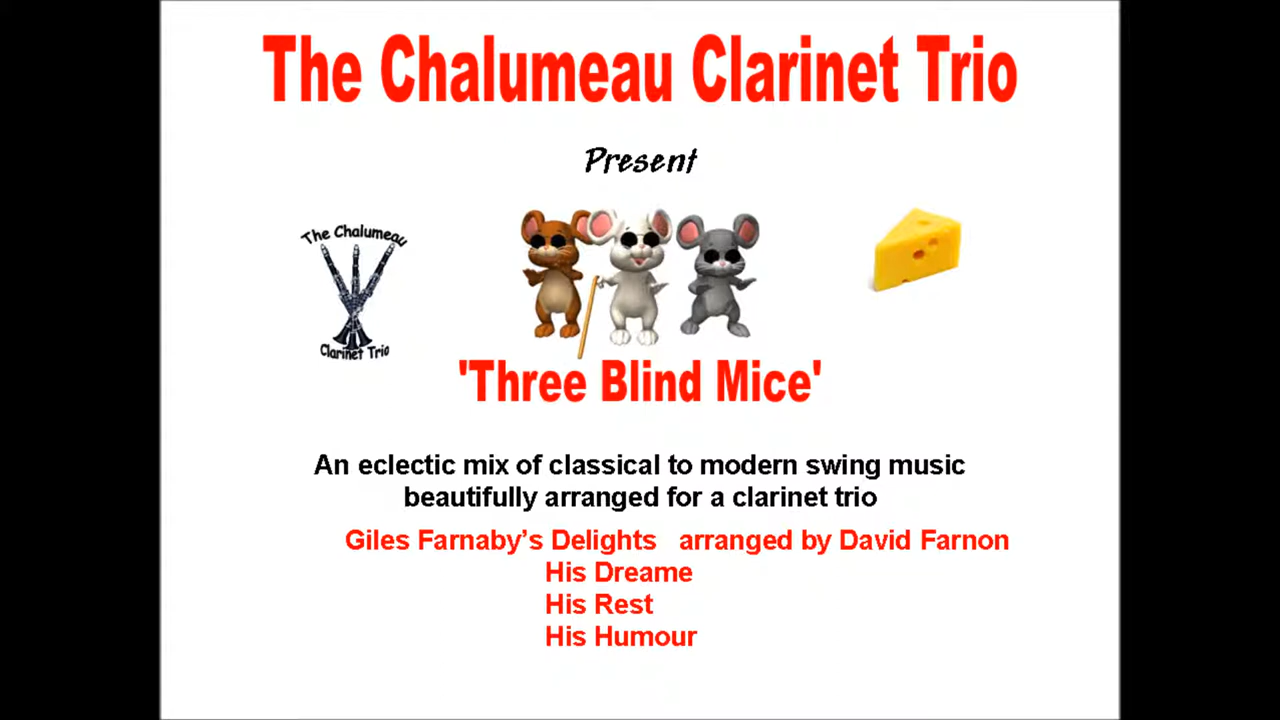 The Chalumeau Clarinet Trio
Present
The Chalumeau
Clarinet Trio
'Three Blind Mice'
An eclectic mix of classical to modern swing music
beautifully arranged for a clarinet trio
Giles Farnaby’s Delights arranged by David Farnon
His Dreame
His Rest
His Humour